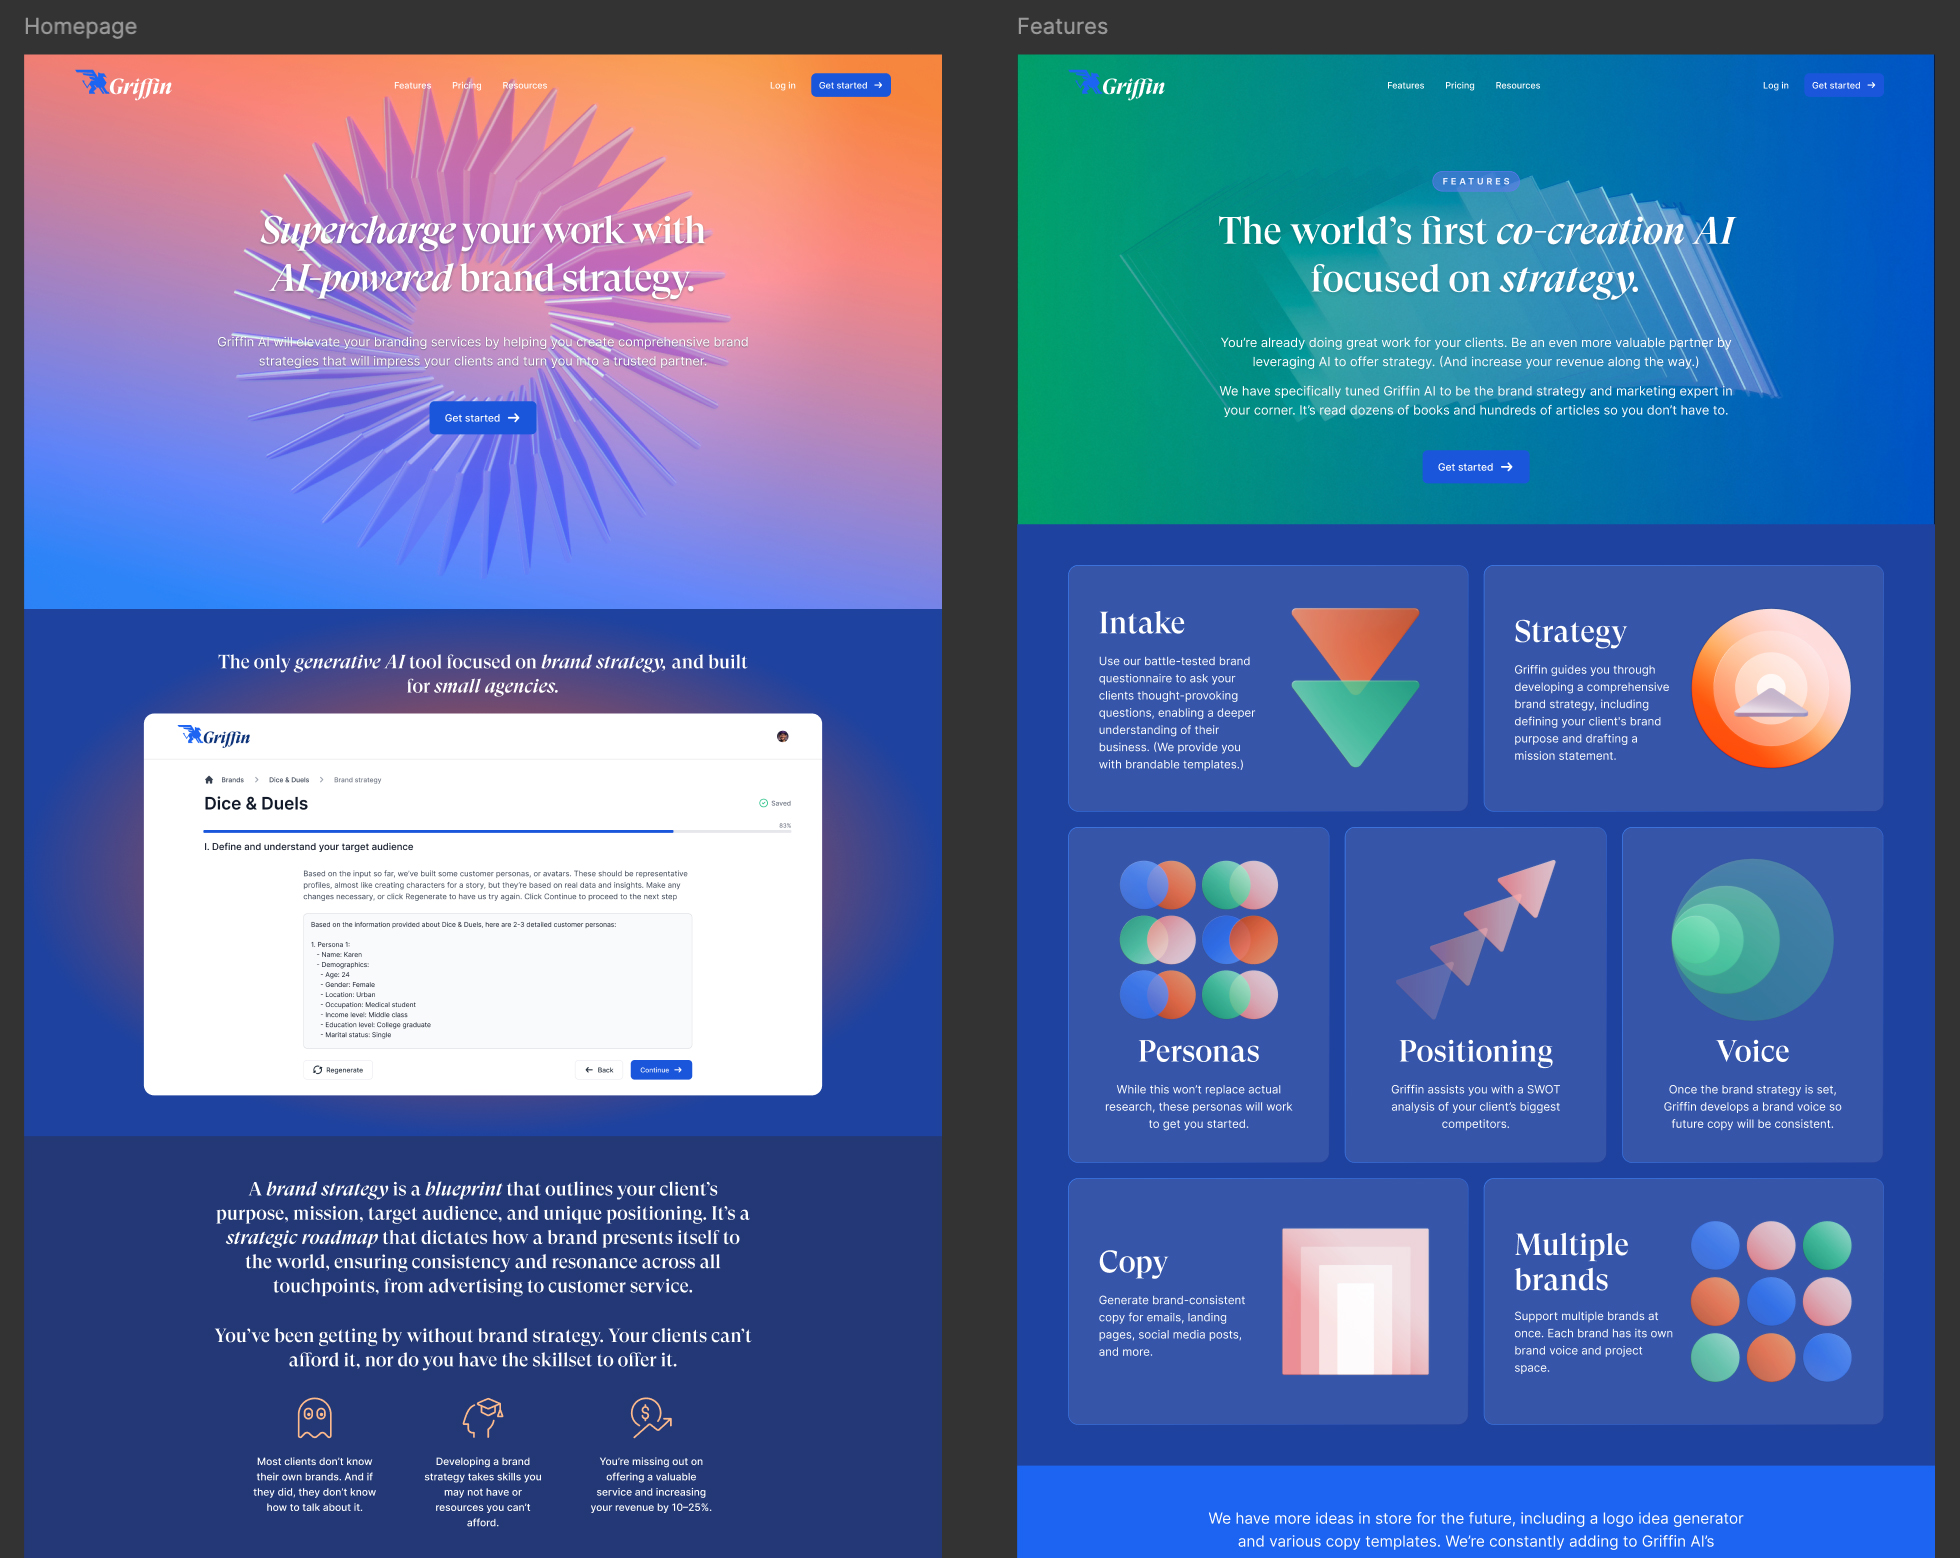 Homepage
Griffin
Features
Pricing
Resources
Log in
Get started
Supercharge your work with
AI-powered brand strategy.
Griffin AI will elevate your branding services by helping you create comprehensive brand
strategies that will impress your clients and turn you into a trusted partner.
Get started
The only generative AI tool focused on brand strategy, and built
for small agencies.
Griffin
Brands
Dice & Duels
Brand strategy
Dice & Duels
Saved
83%
I. Define and understand your target audience
Based on the input so far, we've built some customer personas, or avatars. These should be representative
profiles, almost like creating characters for a story, but they're based on real data and insights. Make any
changes necessary, or click Regenerate to have us try again. Click Continue to proceed to the next step
Based on the information provided about Dice & Duels, here are 2-3 detailed customer personas:
1. Persona 1:
- Name: Karen
- Demographics:
- Age: 24
- Gender: Female
- Location: Urban
- Occupation: Medical student
- Income level: Middle class
- Education level: College graduate
- Marital status: Single
Regenerate
Back
Continue
A brand strategy is a blueprint that outlines your client's
purpose, mission, target audience, and unique positioning. It's a
strategic roadmap that dictates how a brand presents itself to
the world, ensuring consistency and resonance across all
touchpoints, from advertising to customer service.
You've been getting by without brand strategy. Your clients can't
afford it, nor do you have the skillset to offer it.
Most clients don't know
their own brands. And if
they did, they don't know
how to talk about it.
Developing a brand
strategy takes skills you
may not have or
resources you can't
afford.
You're missing out on
offering a valuable
service and increasing
your revenue by 10–25%.
Features
Griffin
Features
Pricing
Resources
Log in
Get started
FEATURES
The world's first co-creation AI
focused on strategy.
You're already doing great work for your clients. Be an even more valuable partner by
leveraging AI to offer strategy. (And increase your revenue along the way.)
We have specifically tuned Griffin AI to be the brand strategy and marketing expert in
your corner. It's read dozens of books and hundreds of articles so you don't have to.
Get started
Intake
Use our battle-tested brand
questionnaire to ask your
clients thought-provoking
questions, enabling a deeper
understanding of their
business. (We provide you
with brandable templates.)
Strategy
Griffin guides you through
developing a comprehensive
brand strategy, including
defining your client's brand
purpose and drafting a
mission statement.
Personas
While this won't replace actual
research, these personas will work
to get you started.
Positioning
Griffin assists you with a SWOT
analysis of your client's biggest
competitors.
Voice
Once the brand strategy is set,
Griffin develops a brand voice so
future copy will be consistent.
Copy
Generate brand-consistent
copy for emails, landing
pages, social media posts,
and more.
Multiple
brands
Support multiple brands at
once. Each brand has its own
brand voice and project
space.
We have more ideas in store for the future, including a logo idea generator
and various copy templates. We're constantly adding to Griffin AI's